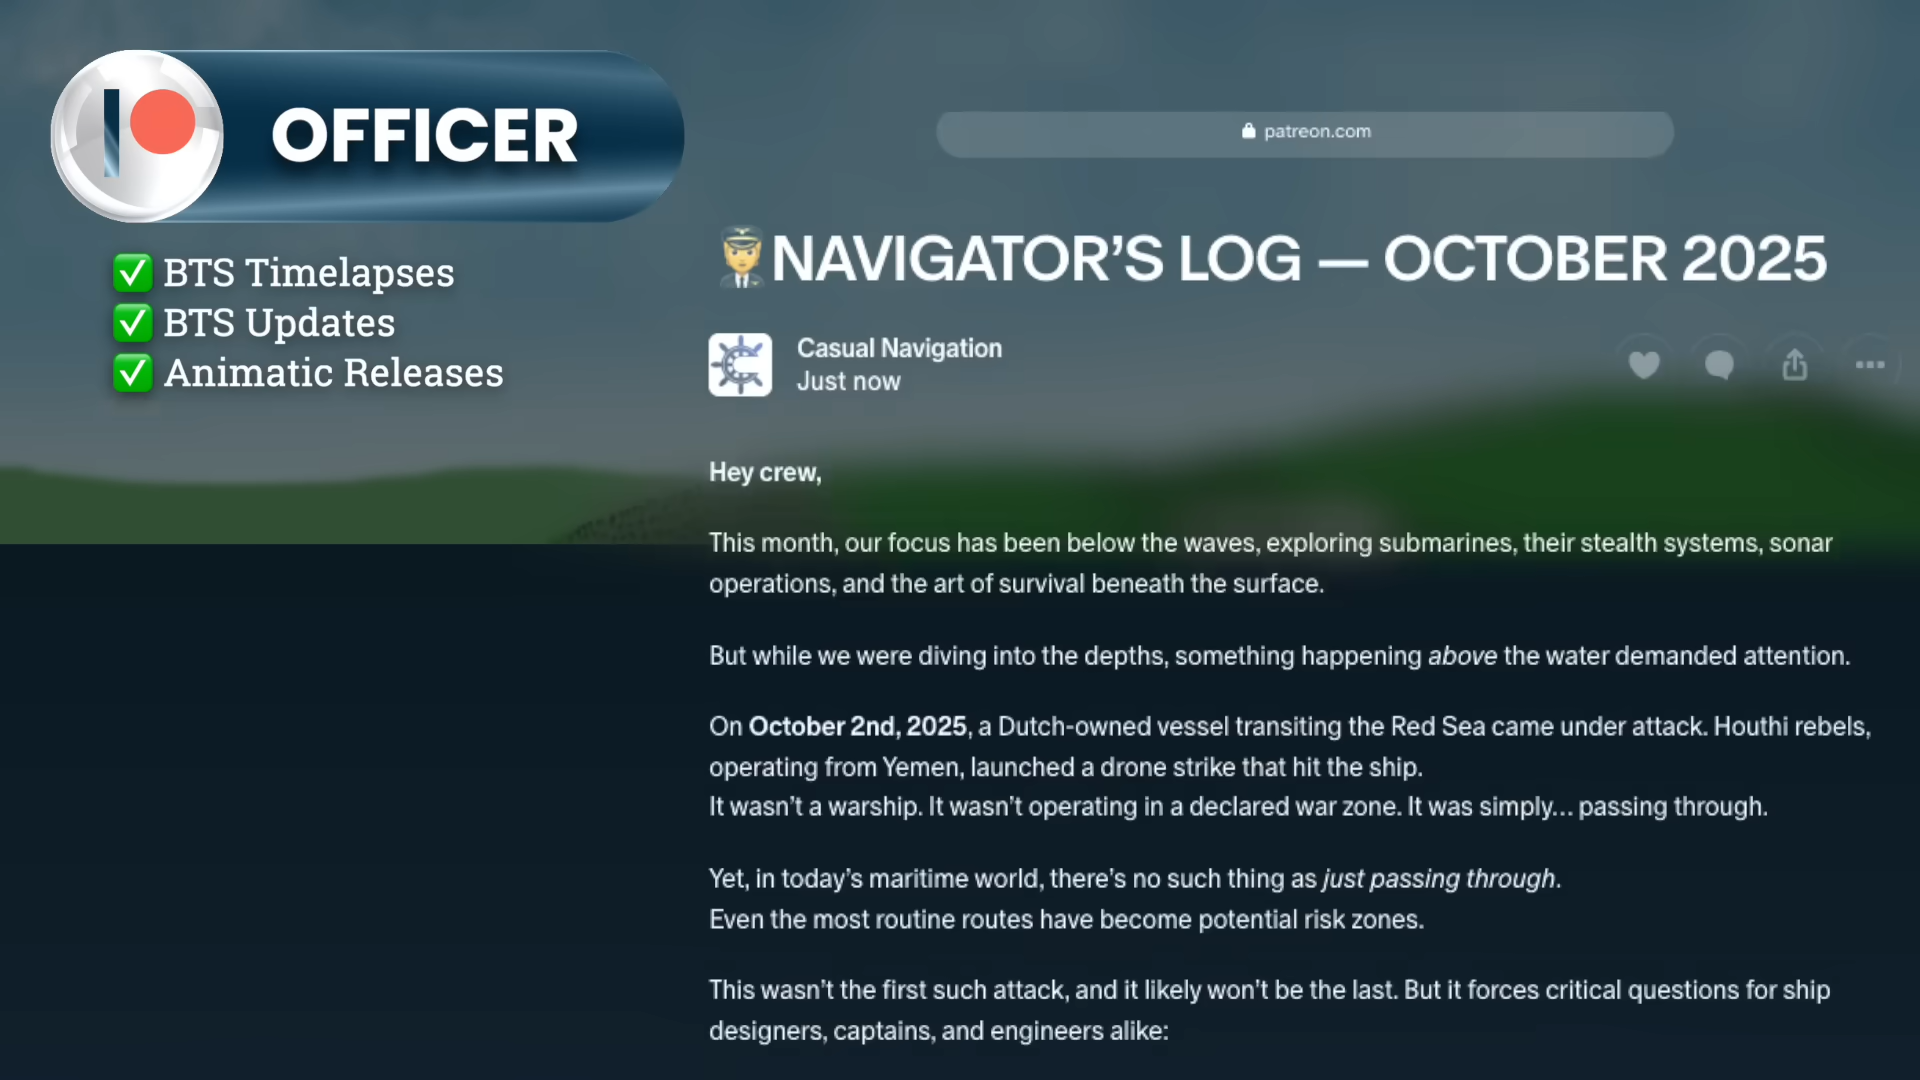 OFFICER
✅ BTS Timelapses
✅ BTS Updates
✅ Animatic Releases
patreon.com
NAVIGATOR’S LOG — OCTOBER 2025
Casual Navigation
Just now
Hey crew,
This month, our focus has been below the waves, exploring submarines, their stealth systems, sonar
operations, and the art of survival beneath the surface.
But while we were diving into the depths, something happening above the water demanded attention.
On October 2nd, 2025, a Dutch-owned vessel transiting the Red Sea came under attack. Houthi rebels,
operating from Yemen, launched a drone strike that hit the ship.
It wasn’t a warship. It wasn’t operating in a declared war zone. It was simply… passing through.
Yet, in today’s maritime world, there’s no such thing as just passing through.
Even the most routine routes have become potential risk zones.
This wasn’t the first such attack, and it likely won’t be the last. But it forces critical questions for ship
designers, captains, and engineers alike: